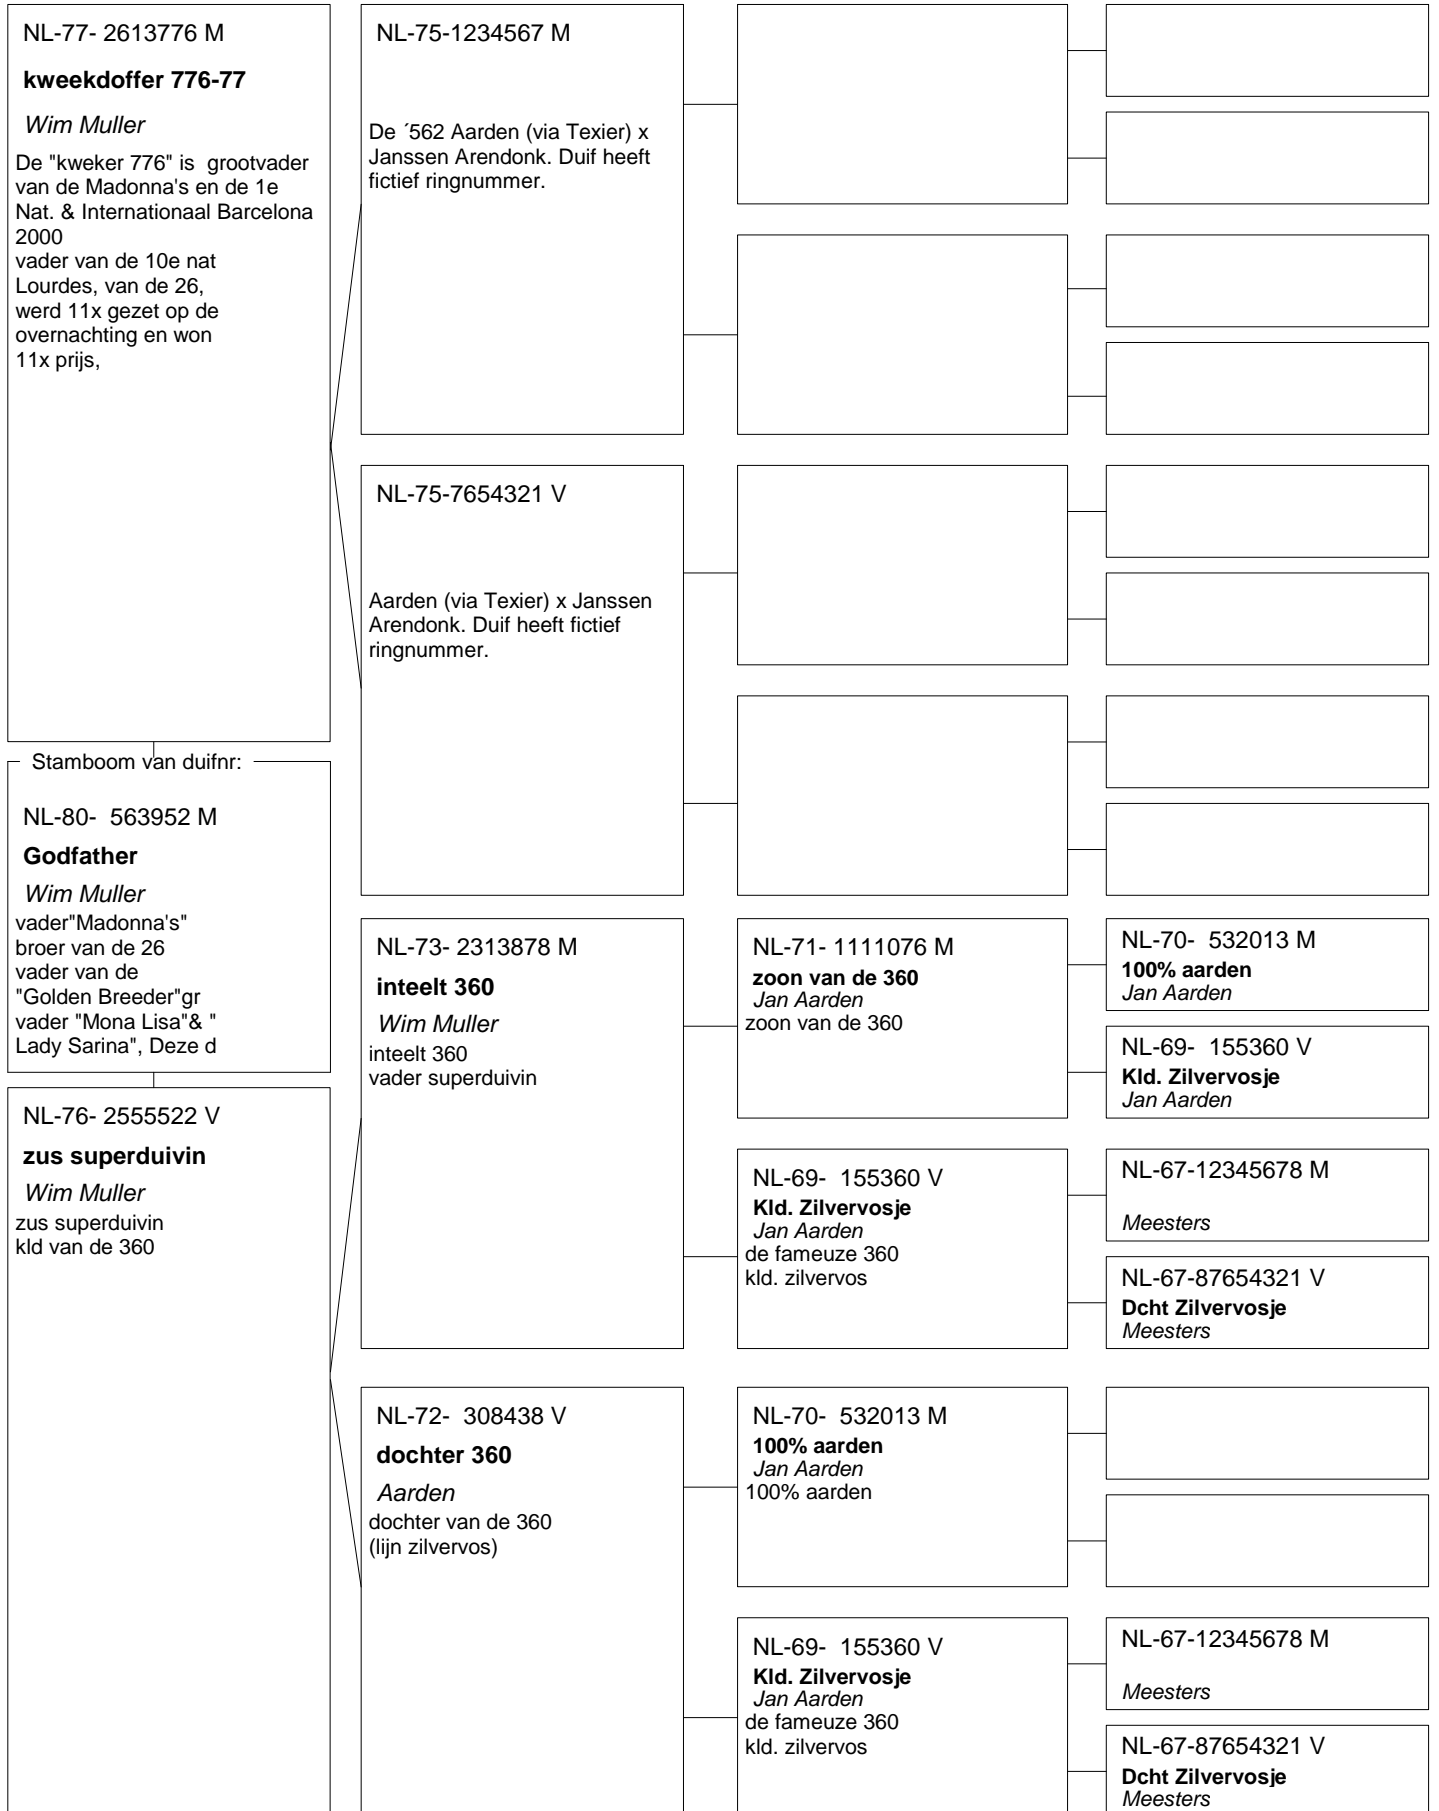 NL-77- 2613776 M
kweekdoffer 776-77
Wim Muller
De "kweker 776" is  grootvader
van de Madonna's en de 1e
Nat. & Internationaal Barcelona
2000
vader van de 10e nat
Lourdes, van de 26,
werd 11x gezet op de
overnachting en won
11x prijs,
Stamboom van duifnr:
NL-80-  563952 M
Godfather
Wim Muller
vader"Madonna's"
broer van de 26
vader van de
"Golden Breeder"gr
vader "Mona Lisa"& "
Lady Sarina", Deze d
NL-76- 2555522 V
zus superduivin
Wim Muller
zus superduivin
kld van de 360
NL-75-1234567 M
De ´562 Aarden (via Texier) x
Janssen Arendonk. Duif heeft
fictief ringnummer.
NL-75-7654321 V
Aarden (via Texier) x Janssen
Arendonk. Duif heeft fictief
ringnummer.
NL-73- 2313878 M
inteelt 360
Wim Muller
inteelt 360
vader superduivin
NL-72-  308438 V
dochter 360
Aarden
dochter van de 360
(lijn zilvervos)
NL-71- 1111076 M
zoon van de 360
Jan Aarden
zoon van de 360
NL-69-  155360 V
Kld. Zilvervosje
Jan Aarden
de fameuze 360
kld. zilvervos
NL-70-  532013 M
100% aarden
Jan Aarden
100% aarden
NL-69-  155360 V
Kld. Zilvervosje
Jan Aarden
de fameuze 360
kld. zilvervos
NL-70-  532013 M
100% aarden
Jan Aarden
NL-69-  155360 V
Kld. Zilvervosje
Jan Aarden
NL-67-12345678 M
Meesters
NL-67-87654321 V
Dcht Zilvervosje
Meesters
NL-67-12345678 M
Meesters
NL-67-87654321 V
Dcht Zilvervosje
Meesters